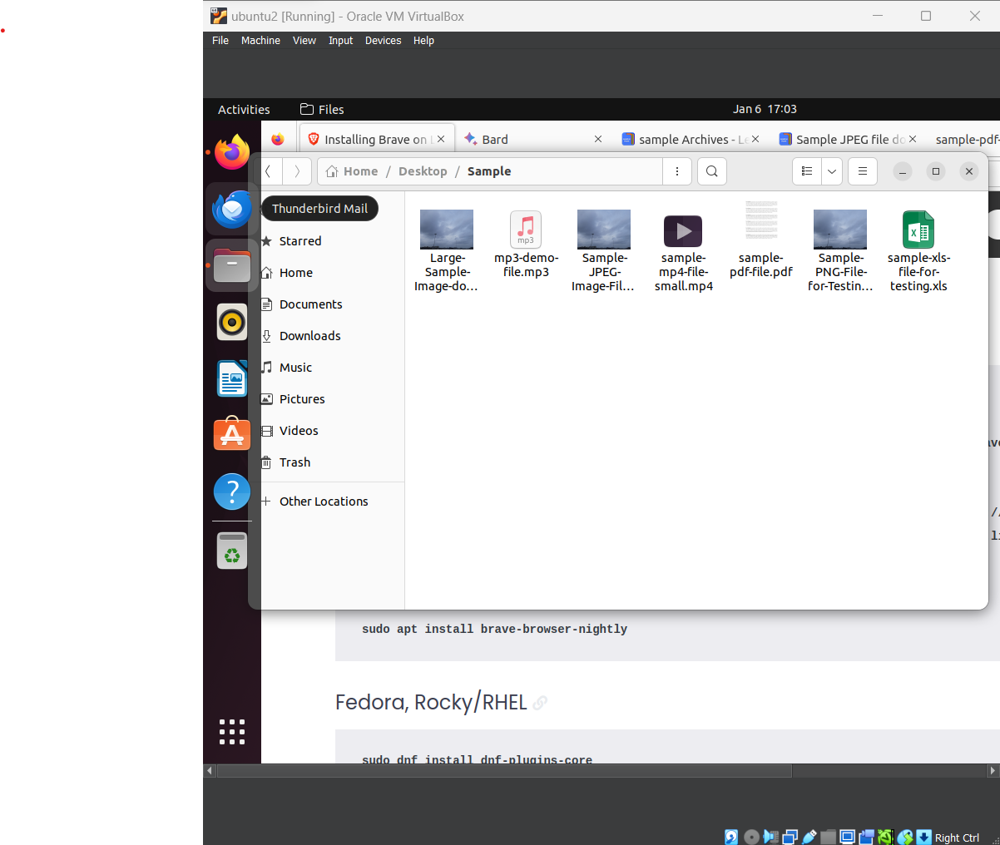 ubuntu2 [Running] - Oracle VM VirtualBox
File Machine View Input Devices Help
Activities Files Jan 6 17:03
Installing Brave on
Bard
sample Archives - Le
Sample JPEG file do
sample-pdf-
Home / Desktop / Sample
Thunderbird Mail
Starred
Home
Documents
Downloads
Music
Pictures
Videos
Trash
Other Locations
Large-
Sample-
Image-do...
mp3
mp3-demo-
file.mp3
Sample-
JPEG-
Image-Fil...
sample-
mp4-file-
small.mp4
sample-
pdf-file.pdf
Sample-
PNG-File-
for-Testin...
X
sample-xls-
file-for-
testing.xls
sudo apt install brave-browser-nightly
Fedora, Rocky/RHEL
sudo dnf install dnf-plugins-core
Right Ctrl